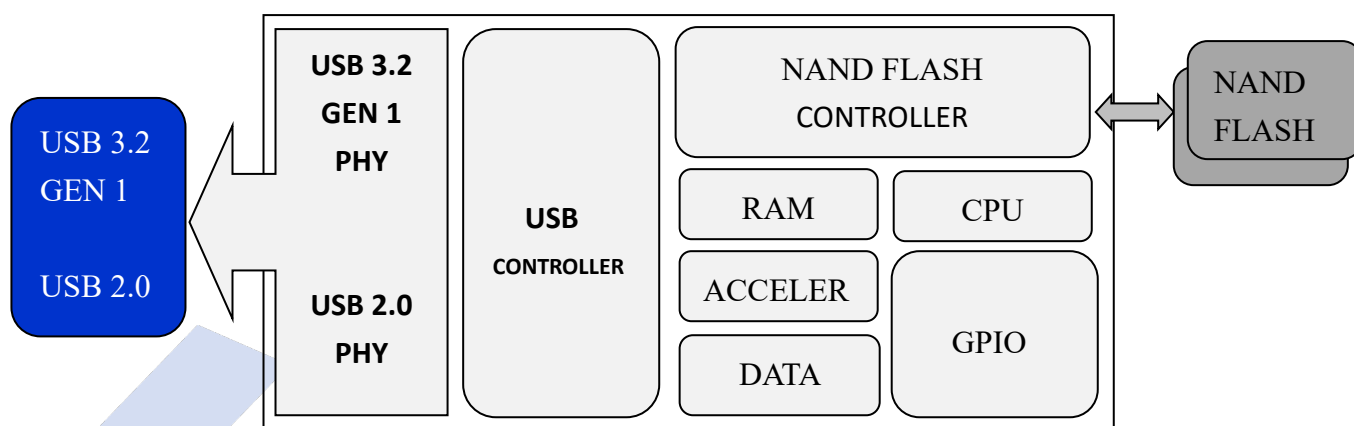 USB 3.2
GEN 1
USB 2.0
USB 3.2
GEN 1
PHY
USB 2.0
PHY
USB
CONTROLLER
NAND FLASH
CONTROLLER
RAM
CPU
ACCELER
GPIO
DATA
NAND
FLASH